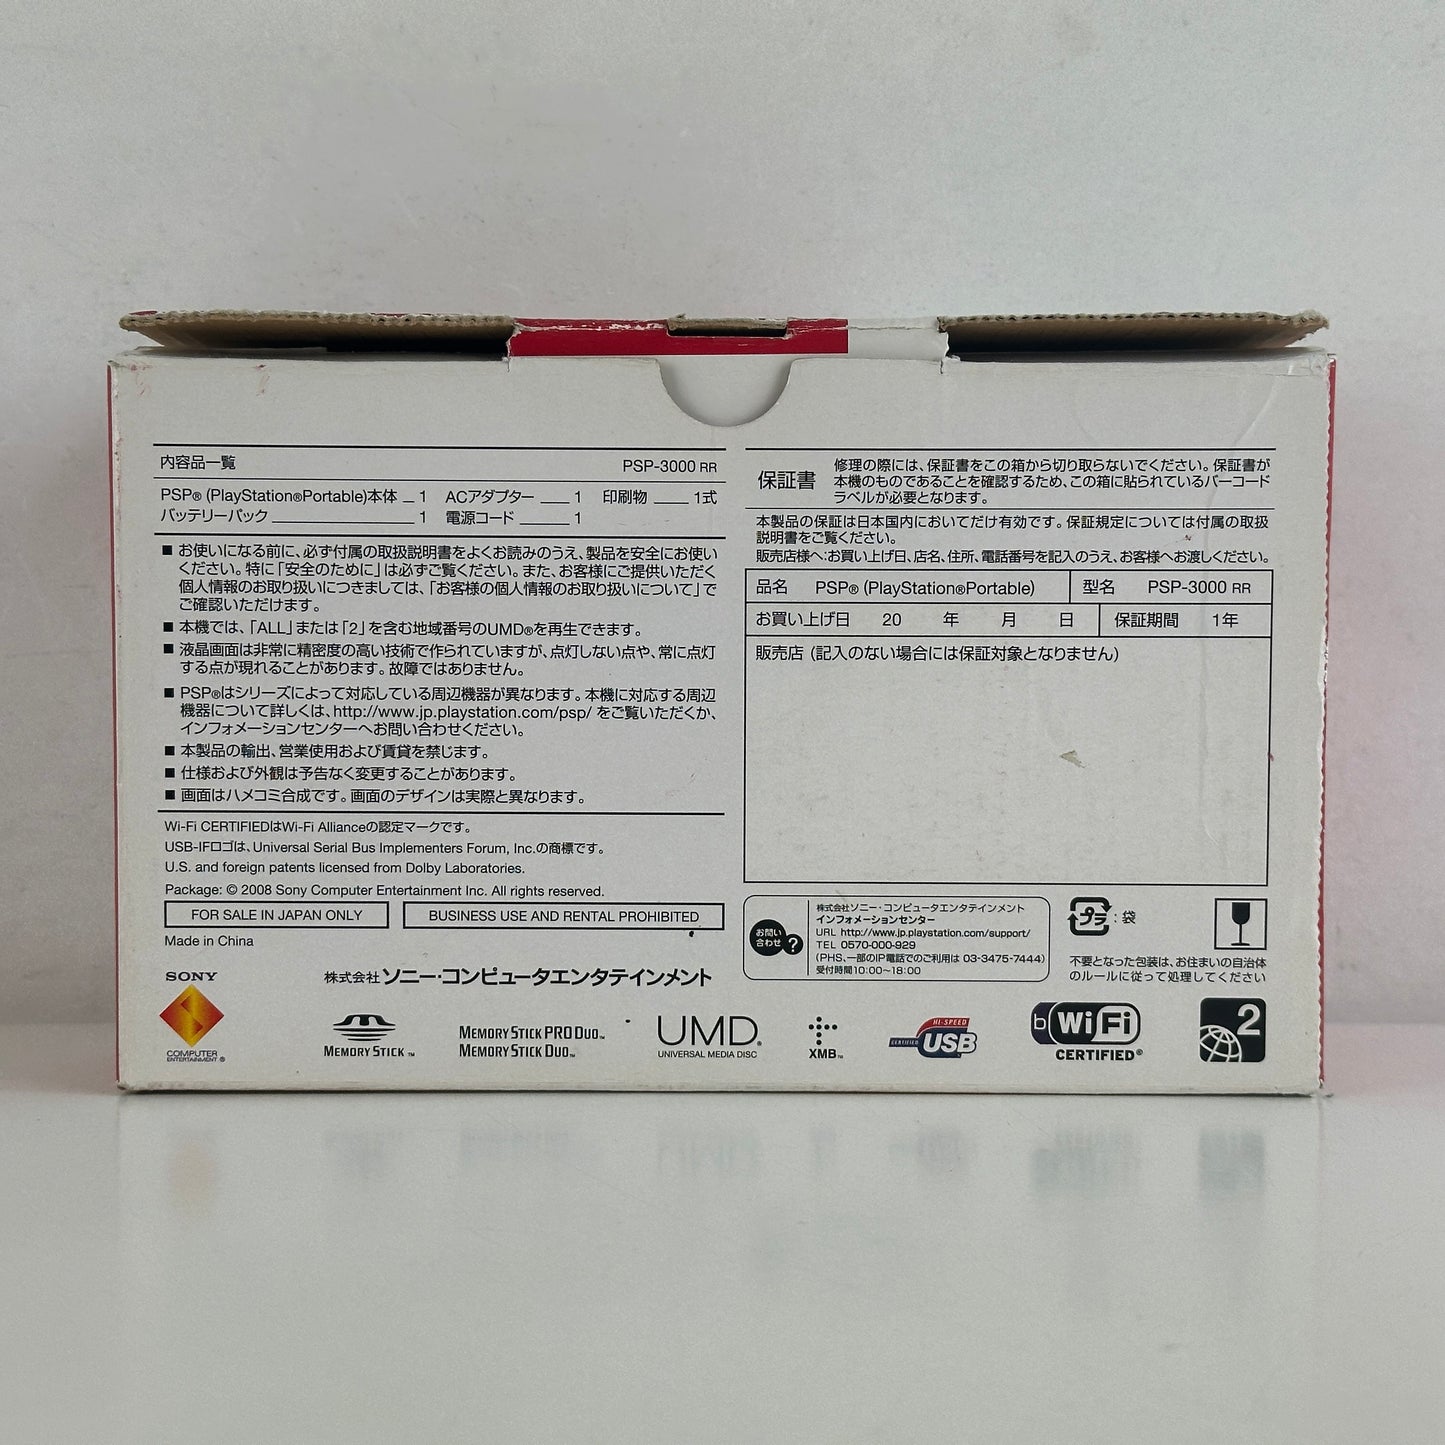 内容品一覧 PSP-3000 RR
PSP® (PlayStation®Portable)本体 1 ACアダプター 1 印刷物 1式
バッテリーパック 1 電源コード 1
■ お使いになる前に、必ず付属の取扱説明書をよくお読みのうえ、製品を安全にお使い
ください。特に「安全のために」は必ずご覧ください。また、お客様にご提供いただく
個人情報のお取り扱いにつきましては、「お客様の個人情報のお取り扱いについて」で
ご確認いただけます。
■ 本機では、「ALL」または「2」を含む地域番号のUMD®を再生できます。
■ 液晶画面は非常に精密度の高い技術で作られていますが、点灯しない点や、常に点灯
する点が現れることがあります。故障ではありません。
■ PSP®はシリーズによって対応している周辺機器が異なります。本機に対応する周辺
機器について詳しくは、http://www.jp.playstation.com/psp/ をご覧いただくか、
インフォメーションセンターへお問い合わせください。
■ 本製品の輸出、営業使用および賃貸を禁じます。
■ 仕様および外観は予告なく変更することがあります。
■ 画面はハメコミ合成です。画面のデザインは実際と異なります。
Wi-Fi CERTIFIEDはWi-Fi Allianceの認定マークです。
USB-IFロゴは、Universal Serial Bus Implementers Forum, Inc.の商標です。
U.S. and foreign patents licensed from Dolby Laboratories.
Package: © 2008 Sony Computer Entertainment Inc. All rights reserved.
FOR SALE IN JAPAN ONLY
BUSINESS USE AND RENTAL PROHIBITED
Made in China
保証書
修理の際には、保証書をこの箱から切り取らないでください。保証書が
本機のものであることを確認するため、この箱に貼られているバーコード
ラベルが必要となります。
本製品の保証は日本国内においてだけ有効です。保証規定については付属の取扱
説明書をご覧ください。
販売店様へ:お買い上げ日、店名、住所、電話番号を記入のうえ、お客様へお渡しください。
品名 PSP® (PlayStation®Portable) 型名 PSP-3000 RR
お買い上げ日 20 年 月 日 保証期間 1年
販売店 (記入のない場合には保証対象となりません)
お問い
合わせ ?
株式会社ソニー・コンピュータエンタテインメント
インフォメーションセンター
URL http://www.jp.playstation.com/support/
TEL 0570-000-929
(PHS、一部のIP電話でのご利用は 03-3475-7444)
受付時間10:00〜18:00
プラ : 袋
不要となった包装は、お住まいの自治体
のルールに従って処理してください
SONY
COMPUTER
ENTERTAINMENT ®
株式会社 ソニー・コンピュータエンタテインメント
MEMORY STICK ™
MEMORY STICK PRO DUO™
MEMORY STICK DUO™
UMD®
UNIVERSAL MEDIA DISC
XMB™
HI-SPEED
CERTIFIED USB
b Wi Fi
CERTIFIED®
2